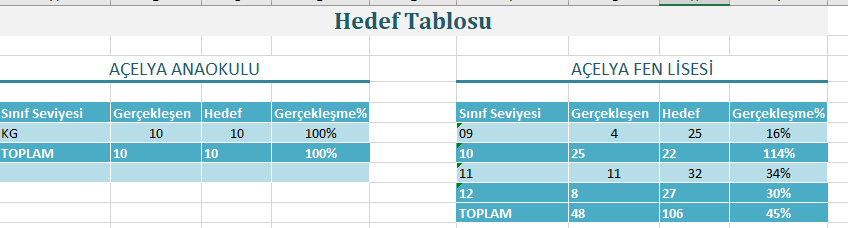 Hedef Tablosu
AÇELYA ANAOKULU
Sınıf Seviyesi Gerçekleşen Hedef Gerçekleşme%
KG 10 10 100%
TOPLAM 10 10 100%
AÇELYA FEN LİSESİ
Sınıf Seviyesi Gerçekleşen Hedef Gerçekleşme%
09 4 25 16%
10 25 22 114%
11 11 32 34%
12 8 27 30%
TOPLAM 48 106 45%